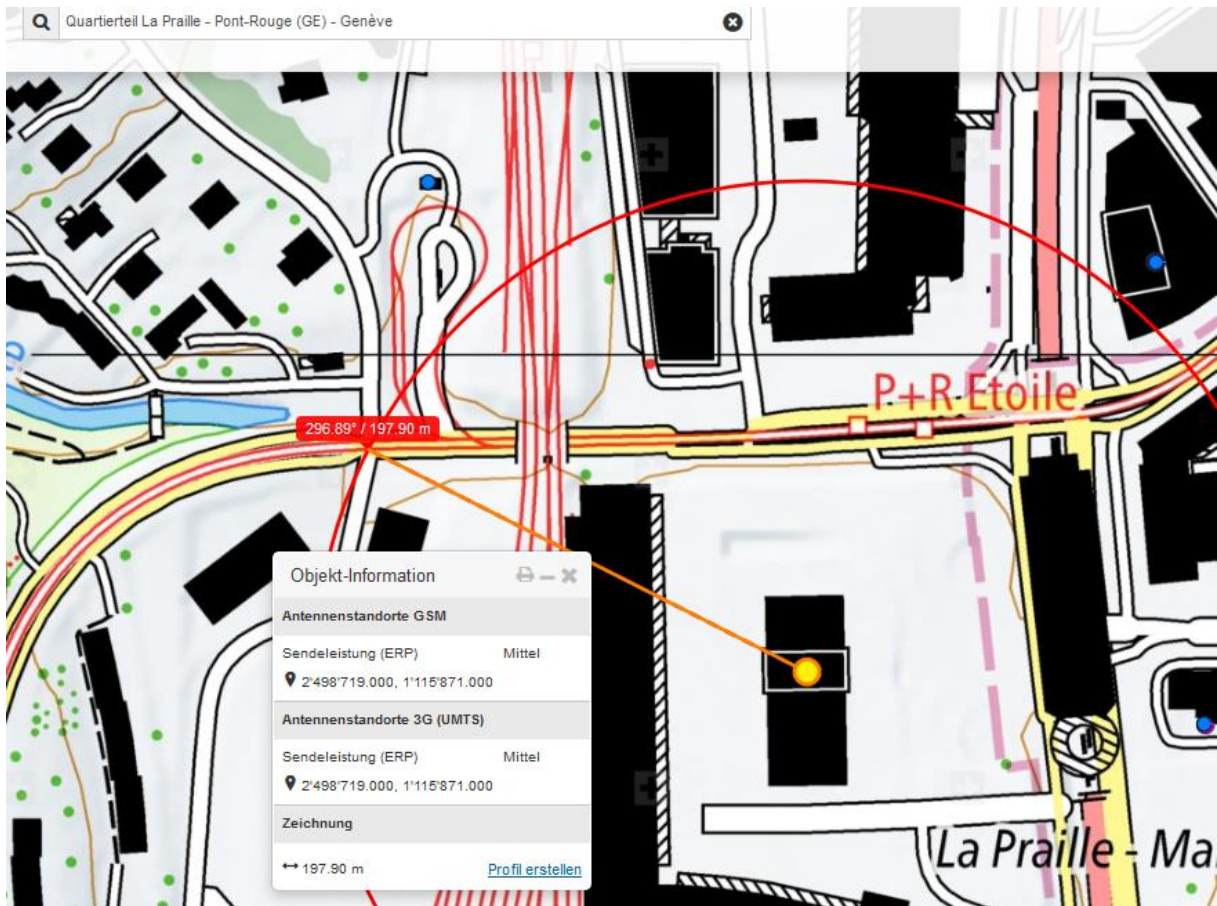 Quartierteil La Praille - Pont-Rouge (GE) - Genève
P+R Etoile
296.89° / 197.90 m
Objekt-Information
Antennenstandorte GSM
Sendeleistung (ERP) Mittel
2'498'719.000, 1'115'871.000
Antennenstandorte 3G (UMTS)
Sendeleistung (ERP) Mittel
2'498'719.000, 1'115'871.000
Zeichnung
197.90 m Profil erstellen
La Praille - Ma